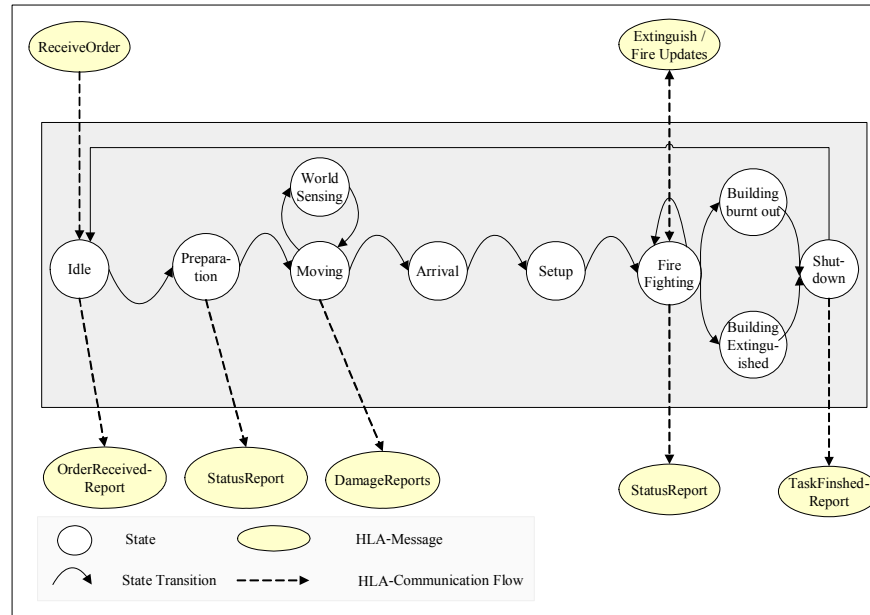 ReceiveOrder
Extinguish /
Fire Updates
World
Sensing
Building
burnt out
Idle
Prepara-
tion
Moving
Arrival
Setup
Fire
Fighting
Shut-
down
Building
Extingu-
ished
OrderReceived-
Report
StatusReport
DamageReports
StatusReport
TaskFinshed-
Report
State
HLA-Message
State Transition
HLA-Communication Flow